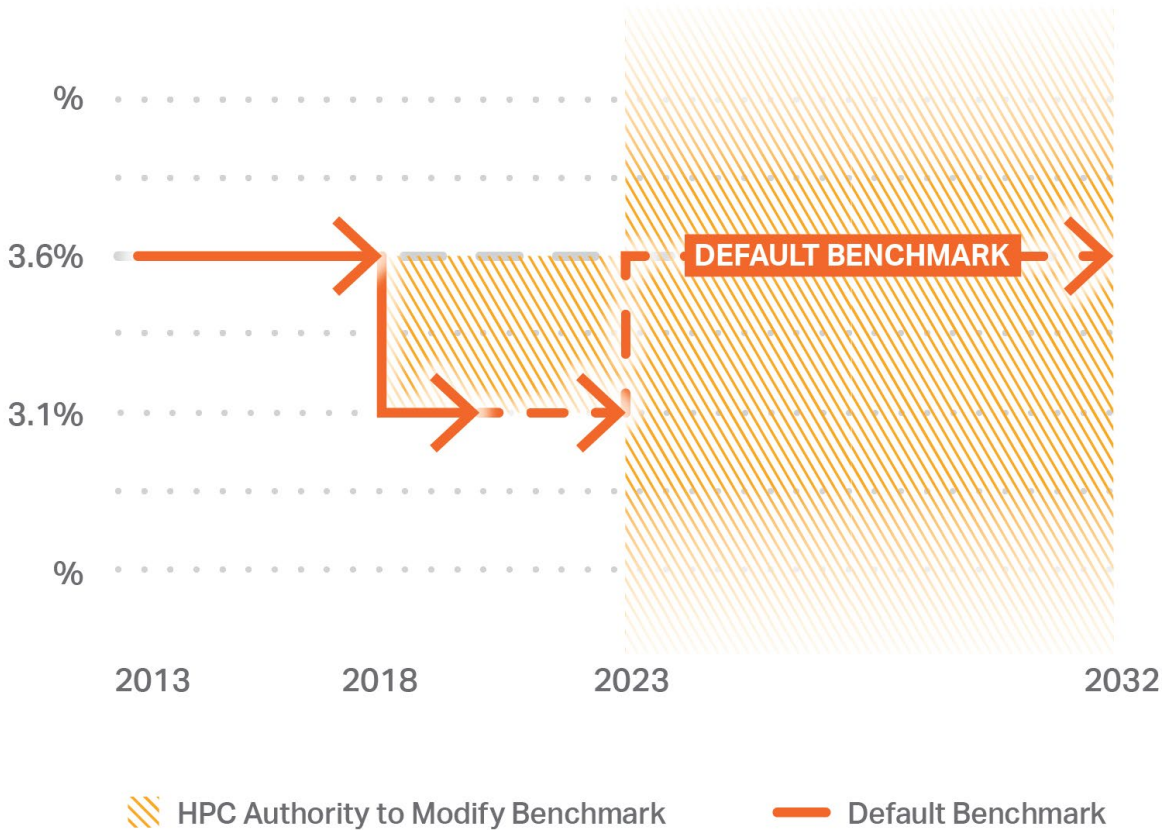 %
3.6%
DEFAULT BENCHMARK
3.1%
%
2013 2018 2023 2032
HPC Authority to Modify Benchmark Default Benchmark